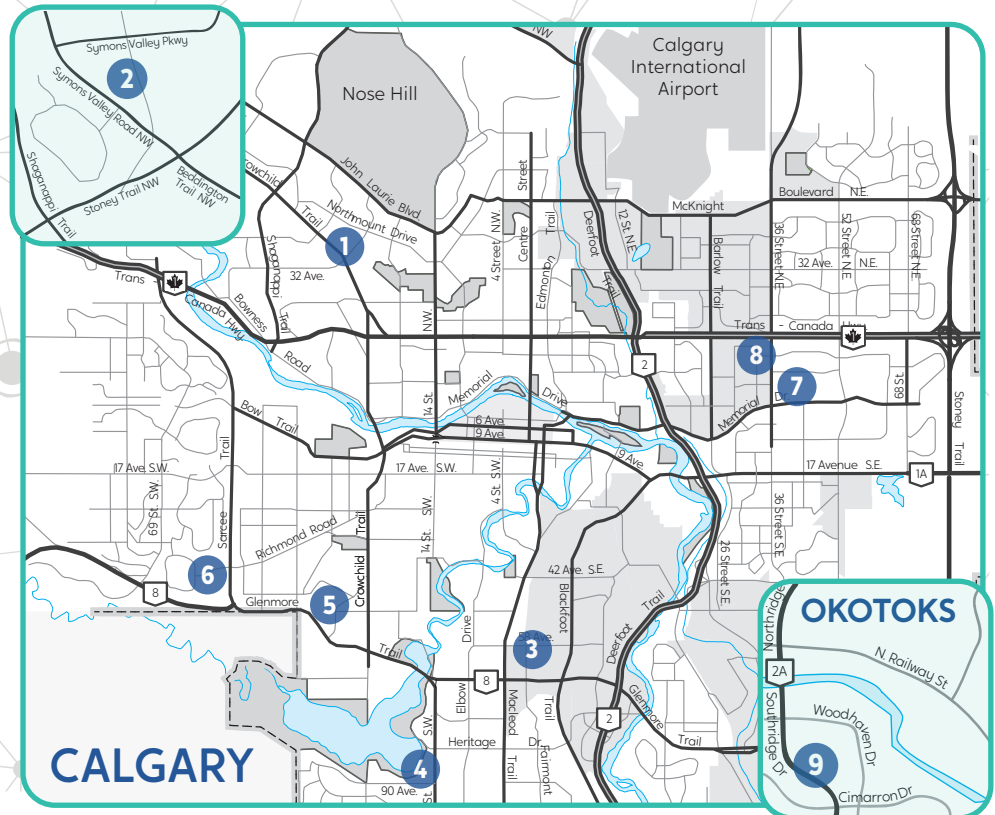 Symons Valley Pkwy
2
Symons Valley Road NW
Shaganappi
Trail
Stoney Trail NW
Beddington
Trail NW
NW
Nose Hill
Calgary
International
Airport
Crowchild
Trail
John Laurie Blvd
Northmount Drive
1
Shaganappi
Trail
32 Ave.
4 Street NW
N.W.
Centre
Street
Edmonton
Trail
Deerfoot
Trail
12 St. N.E.
McKnight
Boulevard N.E.
Barlow Trail
36 Street N.E.
52 Street N.E.
68 Street N.E.
32 Ave. N.E.
Trans -
Canada Hwy
Bowness
Road
Trans - Canada Hwy
2
8
7
68 St.
Memorial Drive
Memorial Dr.
14 St.
6 Ave
9 Ave
9 Ave.
Bow
Trail
Stoney
Trail
17 Ave. S.W.
17 Ave. S.W.
17 Avenue S.E.
1A
69 St. S.W.
Sarcee
Trail
Richmond Road
Crowchild
Trail
14 St.
S.W.
4 St. S.W.
36 Street S.E.
26 Street S.E.
42 Ave. S.E.
Blackfoot
Trail
58 Ave.
3
6
8
Glenmore
5
Trail
Elbow
Drive
8
Macleod
Trail
Deerfoot
Trail
2
Glenmore
Trail
Heritage Dr.
Fairmont
S.W.
St.
4
90 Ave.
CALGARY
OKOTOKS
Northridge
2A
N. Railway St
Southridge Dr
Woodhaven Dr
9
Cimarron Dr